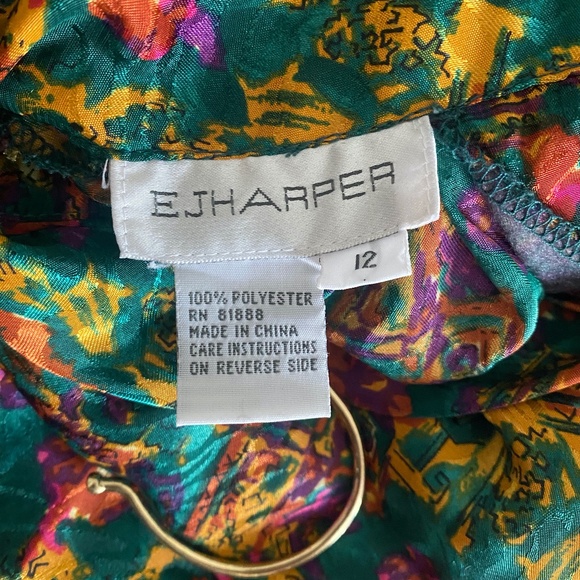 EJHARPER
12
100% POLYESTER
RN 81888
MADE IN CHINA
CARE INSTRUCTIONS
ON REVERSE SIDE